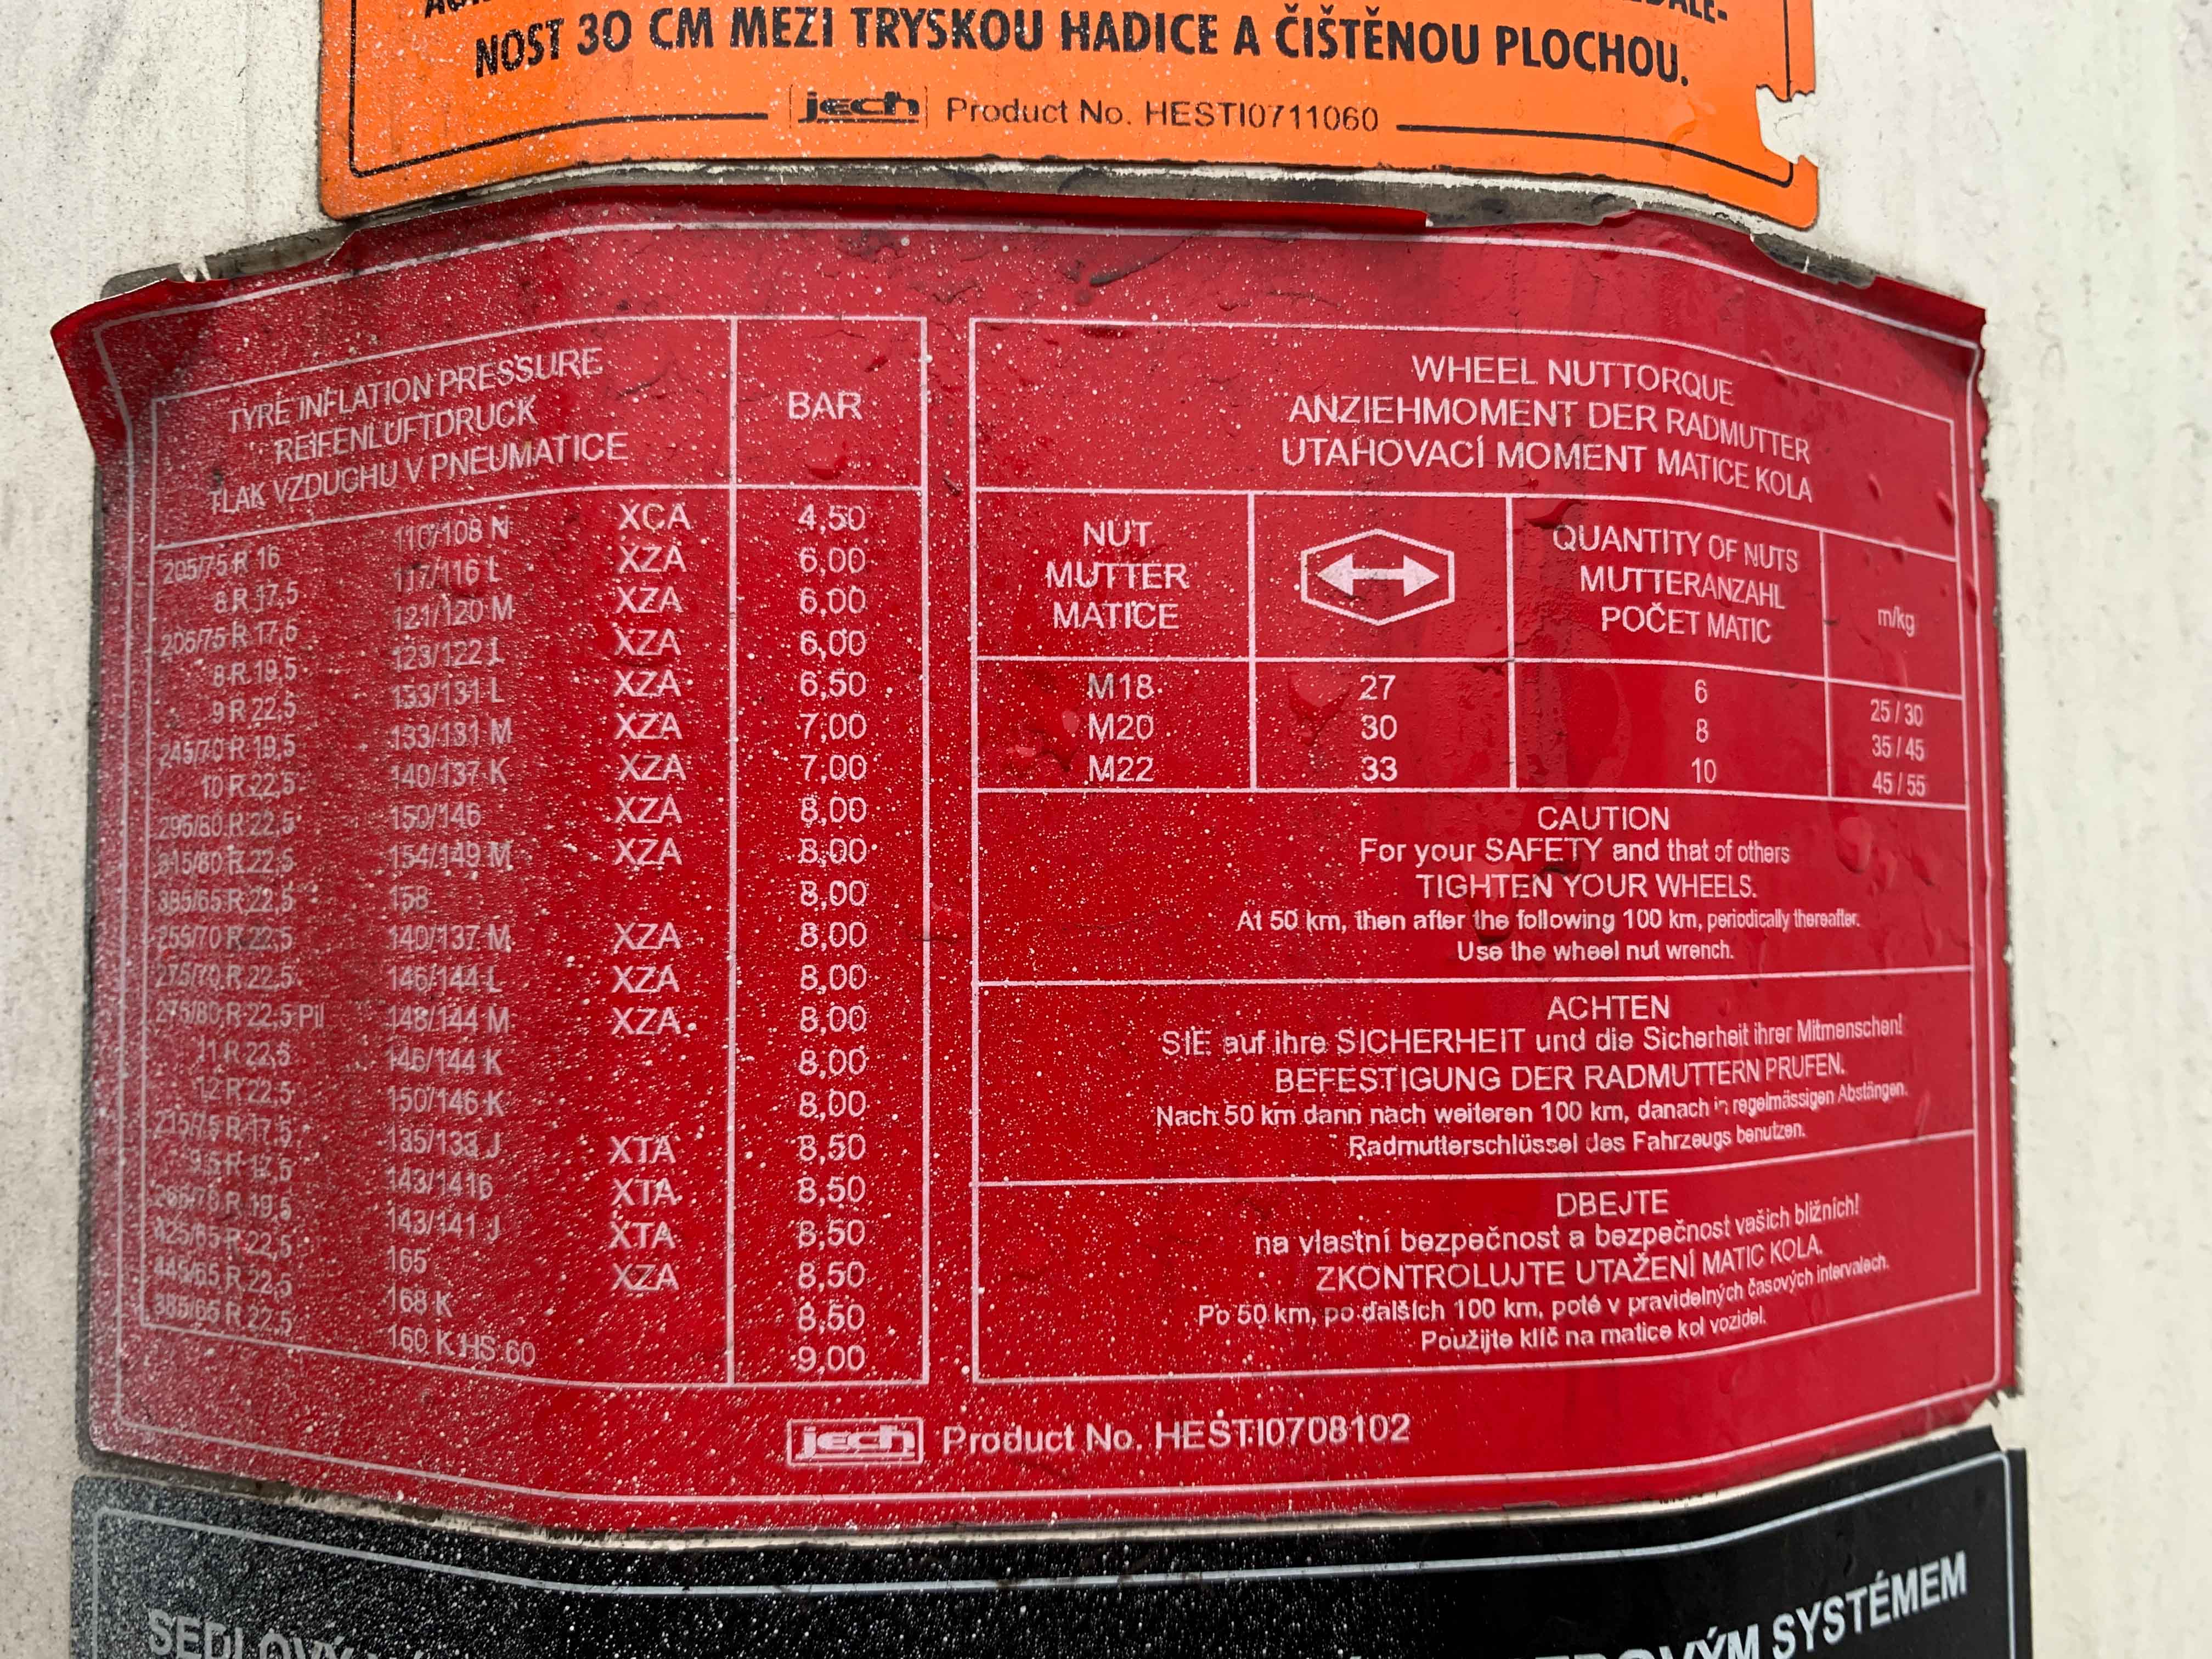 NOST 30 CM MEZI TRYSKOU HADICE A ČIŠTĚNOU PLOCHOU.
jech Product No. HESTI0711060
TYRE INFLATION PRESSURE
REIFENLUFTDRUCK
TLAK VZDUCHU V PNEUMATICE
BAR
205/75 R 16 110/108 N XCA 4,50
8 R 17,5 117/116 L XZA 6,00
205/75 R 17,5 121/120 M XZA 6,00
8 R 19,5 123/122 L XZA 6,00
9 R 22,5 133/131 L XZA 6,50
245/70 R 19,5 133/131 M XZA 7,00
10 R 22,5 140/137 K XZA 7,00
295/80 R 22,5 150/146 XZA 8,00
315/80 R 22,5 154/149 M XZA 8,00
385/65 R 22,5 158 8,00
255/70 R 22,5 140/137 M XZA 8,00
275/70 R 22,5 146/144 L XZA 8,00
275/80 R 22,5 Pil 148/144 M XZA 8,00
11 R 22,5 146/144 K 8,00
12 R 22,5 150/146 K 8,00
235/75 R 17,5 135/133 J XTA 8,50
9,5 R 17,5 143/1416 XTA 8,50
265/70 R 19,5 143/141 J XTA 8,50
425/65 R 22,5 165 XZA 8,50
445/65 R 22,5 168 K 8,50
385/65 R 22,5 160 K HS 60 9,00
WHEEL NUTTORQUE
ANZIEHMOMENT DER RADMUTTER
UTAHOVACÍ MOMENT MATICE KOLA
NUT
MUTTER
MATICE
QUANTITY OF NUTS
MUTTERANZAHL
POČET MATIC
m/kg
M18 27 6 25 / 30
M20 30 8 35 / 45
M22 33 10 45 / 55
CAUTION
For your SAFETY and that of others
TIGHTEN YOUR WHEELS.
At 50 km, then after the following 100 km, periodically thereafter.
Use the wheel nut wrench.
ACHTEN
SIE auf ihre SICHERHEIT und die Sicherheit ihrer Mitmenschen!
BEFESTIGUNG DER RADMUTTERN PRUFEN.
Nach 50 km dann nach weiteren 100 km, danach in regelmässigen Abstängen.
Radmutterschlüssel des Fahrzeugs benutzen.
DBEJTE
na vlastní bezpečnost a bezpečnost vašich bližních!
ZKONTROLUJTE UTAŽENÍ MATIC KOLA.
Po 50 km, po dalších 100 km, poté v pravidelných časových intervalech.
Použijte klíč na matice kol vozidel.
jech Product No. HESTI0708102
SYSTÉMEM